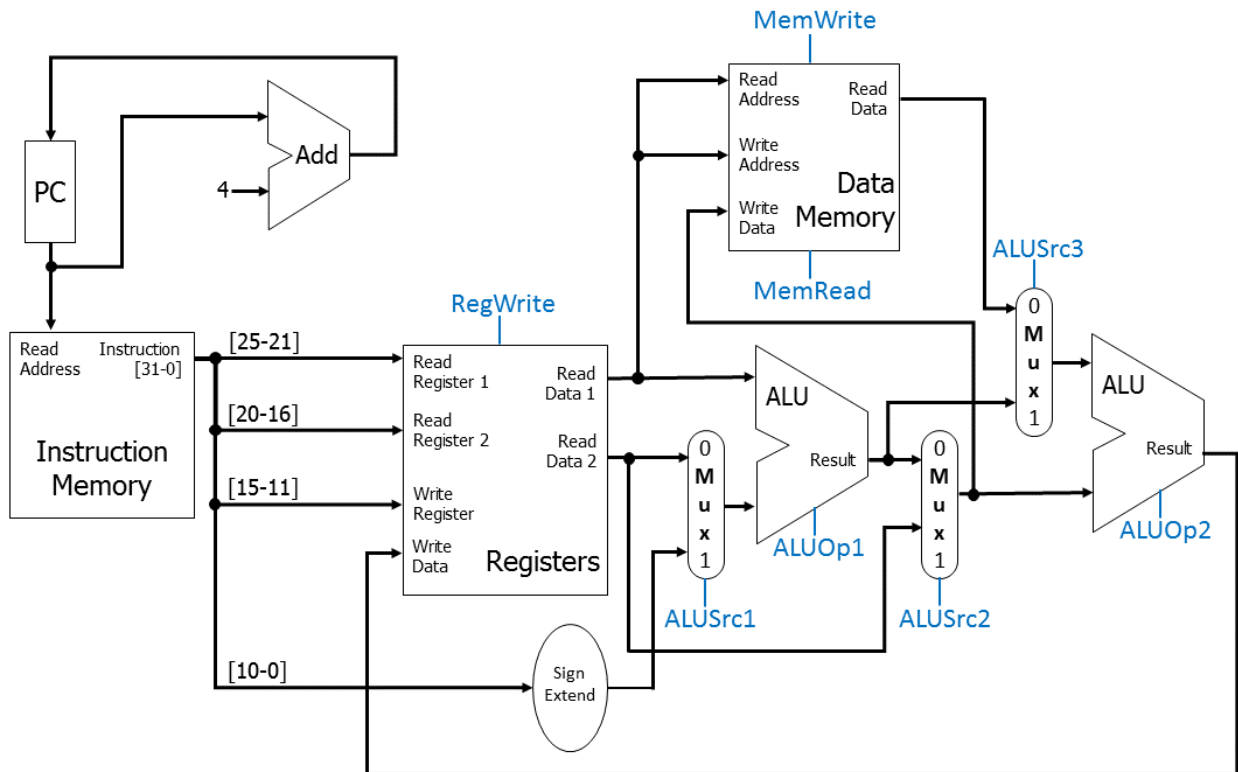 MemWrite
Read
Address
Read
Data
Write
Address
Data
Memory
Write
Data
MemRead
Add
4
PC
ALUSrc3
0
M
u
x
1
RegWrite
Read
Address
Instruction
[31-0]
Instruction
Memory
[25-21]
[20-16]
[15-11]
[10-0]
Read
Register 1
Read
Data 1
Read
Register 2
Read
Data 2
Write
Register
Write
Data
Registers
0
M
u
x
1
ALUSrc1
ALU
Result
ALUOp1
0
M
u
x
1
ALUSrc2
ALU
Result
ALUOp2
Sign
Extend